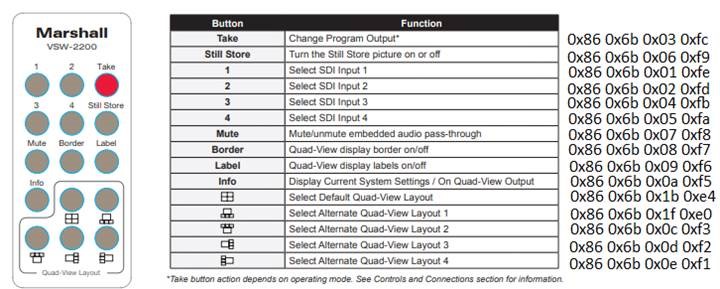 Marshall
VSW-2200
1 2 Take
3 4 Still Store
Mute Border Label
Info
Quad-View Layout
Button Function
Take Change Program Output* 0x86 0x6b 0x03 0xfc
Still Store Turn the Still Store picture on or off 0x86 0x6b 0x06 0xf9
1 Select SDI Input 1 0x86 0x6b 0x01 0xfe
2 Select SDI Input 2 0x86 0x6b 0x02 0xfd
3 Select SDI Input 3 0x86 0x6b 0x04 0xfb
4 Select SDI Input 4 0x86 0x6b 0x05 0xfa
Mute Mute/unmute embedded audio pass-through 0x86 0x6b 0x07 0xf8
Border Quad-View display border on/off 0x86 0x6b 0x08 0xf7
Label Quad-View display labels on/off 0x86 0x6b 0x09 0xf6
Info Display Current System Settings / On Quad-View Output 0x86 0x6b 0x0a 0xf5
Select Default Quad-View Layout 0x86 0x6b 0x1b 0xe4
Select Alternate Quad-View Layout 1 0x86 0x6b 0x1f 0xe0
Select Alternate Quad-View Layout 2 0x86 0x6b 0x0c 0xf3
Select Alternate Quad-View Layout 3 0x86 0x6b 0x0d 0xf2
Select Alternate Quad-View Layout 4 0x86 0x6b 0x0e 0xf1
*Take button action depends on operating mode. See Controls and Connections section for information.